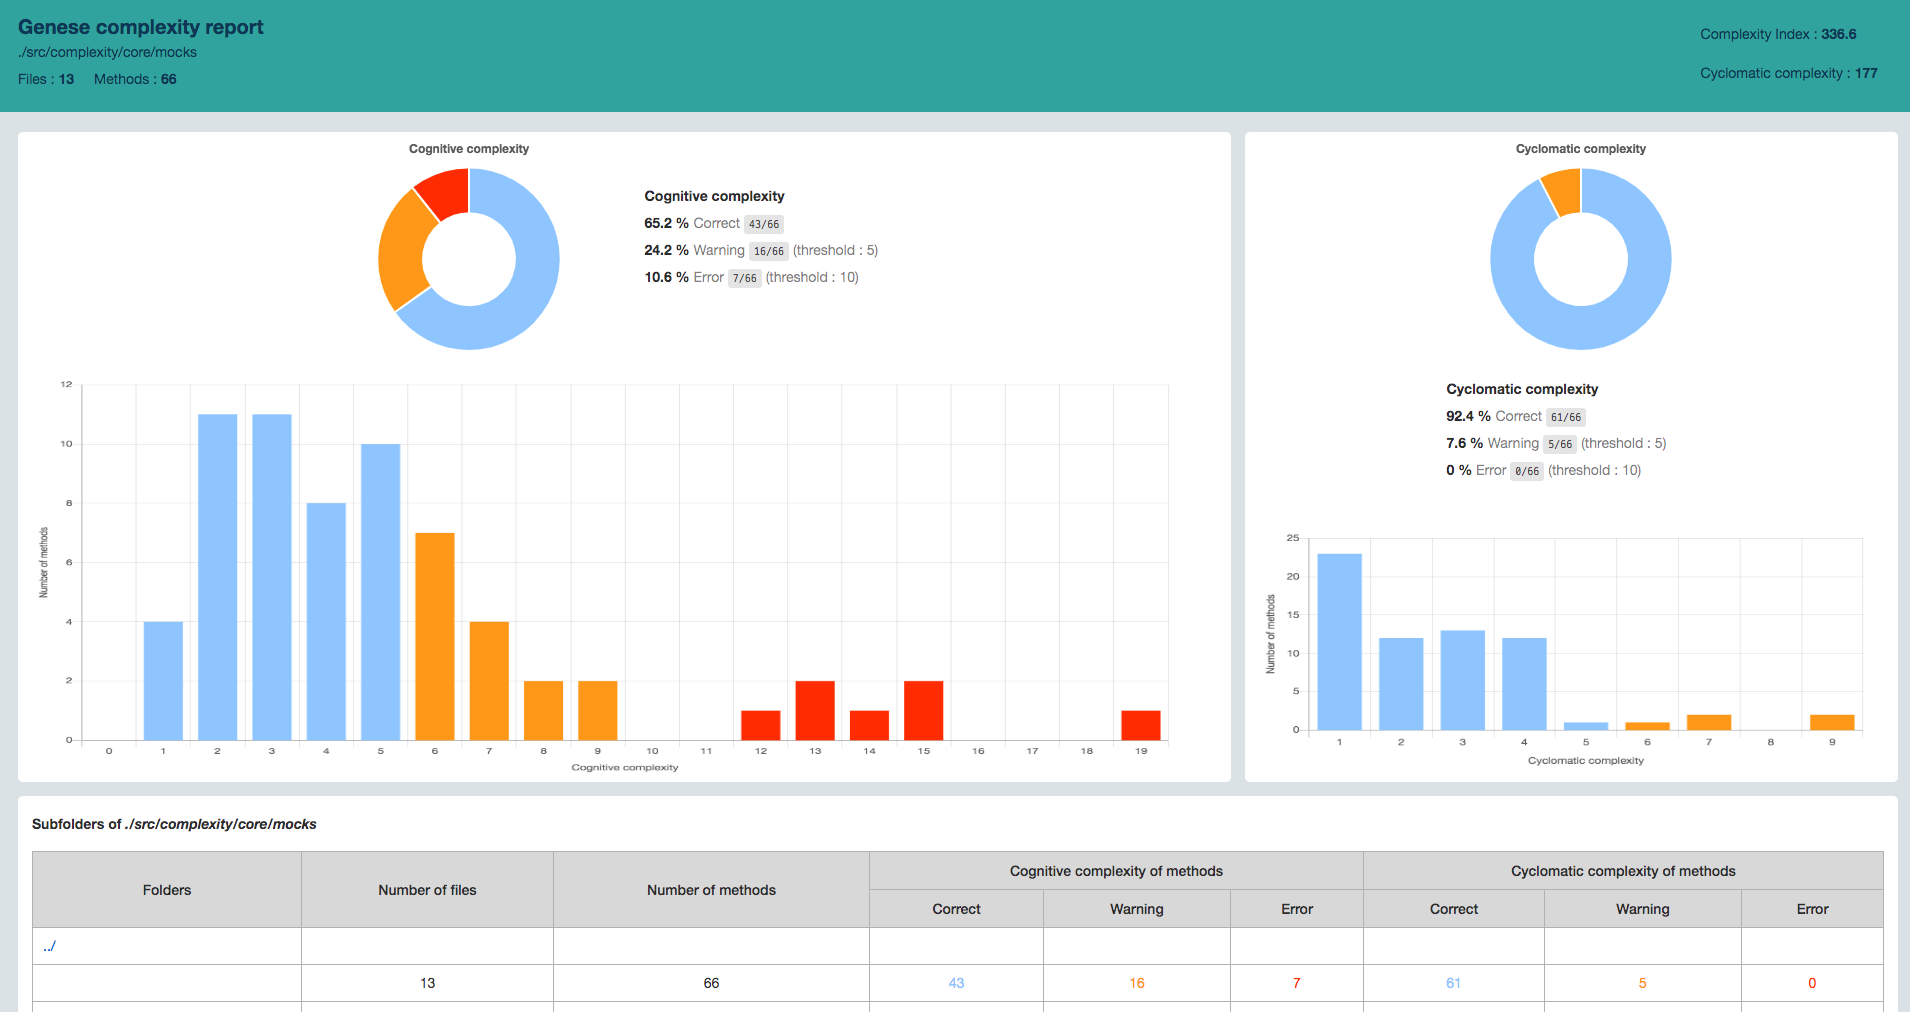 Genese complexity report
./src/complexity/core/mocks
Files : 13 Methods : 66
Complexity Index : 336.6
Cyclomatic complexity : 177
Cognitive complexity
Cognitive complexity
65.2 % Correct 43/66
24.2 % Warning 16/66 (threshold : 5)
10.6 % Error 7/66 (threshold : 10)
12
10
8
6
4
2
0
Number of methods
0 1 2 3 4 5 6 7 8 9 10 11 12 13 14 15 16 17 18 19
Cognitive complexity
Cyclomatic complexity
Cyclomatic complexity
92.4 % Correct 61/66
7.6 % Warning 5/66 (threshold : 5)
0 % Error 0/66 (threshold : 10)
25
20
15
10
5
0
Number of methods
1 2 3 4 5 6 7 8 9
Cyclomatic complexity
Subfolders of ./src/complexity/core/mocks
Folders Number of files Number of methods Cognitive complexity of methods Cyclomatic complexity of methods
Correct Warning Error Correct Warning Error
../
13 66 43 16 7 61 5 0